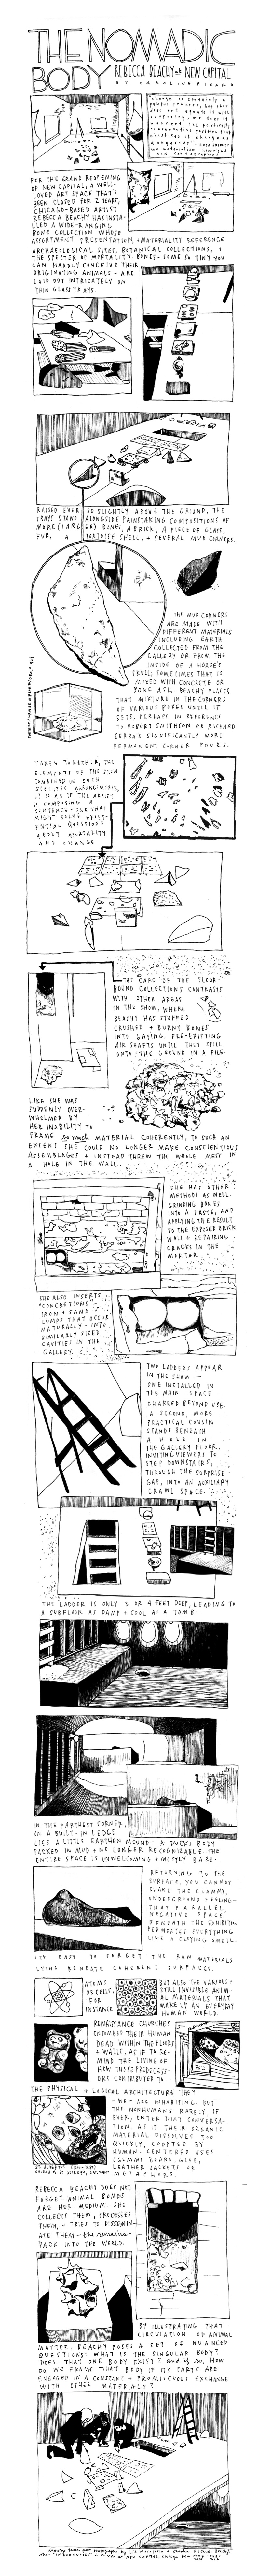 THE NOMADIC
BODY REBECCA BEACHY at NEW CAPITAL
BY CAROLINE PICARD
FOR THE GRAND REOPENING
OF NEW CAPITAL, A WELL-
LOVED ART SPACE THAT'S
BEEN CLOSED FOR 2 YEARS,
CHICAGO-BASED ARTIST
REBECCA BEACHY HAS INSTA-
LLED A WIDE-RANGING
BONE COLLECTION WHOSE
ASSORTMENT, PRESENTATION, + MATERIALITY REFERENCE
ARCHAEOLOGICAL DIGS, BOTANICAL COLLECTIONS, +
THE SPECTER OF MORTALITY. BONES—SOME SO TINY YOU
CAN HARDLY CONCEIVE THEIR
ORIGINATING ANIMALS—ARE
LAID OUT INTRICATELY ON
THIN GLASS TRAYS.
RAISED EVER SO SLIGHTLY ABOVE THE GROUND, THE
TRAYS STAND ALONGSIDE PAINSTAKING COMPOSITIONS OF
MORE (LARGER) BONES, A BRICK, A PIECE OF GLASS,
FUR, A TORTOISE SHELL, + SEVERAL MUD CORNERS.
THE MUD CORNERS
ARE MADE WITH
DIFFERENT MATERIALS
INCLUDING EARTH
COLLECTED FROM THE
GALLERY OR FROM THE
INSIDE OF A HORSE'S
SKULL, SOMETIMES THAT IS
MIXED WITH CONCRETE OR
BONE ASH. BEACHY PLACES
THAT MIXTURE IN THE CORNERS
OF VARIOUS BOXES UNTIL IT
SETS, PERHAPS IN REFERENCE
TO ROBERT SMITHSON OR RICHARD
SERRA'S SIGNIFICANTLY MORE
PERMANENT CORNER POURS.
TAKEN TOGETHER, THE
ELEMENTS OF THE SHOW
COMBINED IN SUCH
SPECIFIC ARRANGEMENTS,
IT IS AS IF THE ARTIST
IS COMPOSING A
SENTENCE—ONE THAT
MIGHT SOLVE EXIST-
ENTIAL QUESTIONS
ABOUT MORTALITY
AND CHANGE
THE CARE OF THE FLOOR-
BOUND COLLECTIONS CONTRASTS
WITH OTHER AREAS
IN THE SHOW, WHERE
BEACHY HAS STUFFED
CRUSHED + BURNT BONES
INTO GAPING, PRE-EXISTING
AIR SHAFTS UNTIL THEY SPILL
ONTO THE GROUND IN A PILE.
LIKE SHE WAS
SUDDENLY OVER-
WHELMED BY
HER INABILITY TO
FRAME so much MATERIAL COHERENTLY, TO SUCH AN
EXTENT SHE COULD NO LONGER MAKE CONSCIENTIOUS
ASSEMBLAGES + INSTEAD THREW THE WHOLE MESS IN
A HOLE IN THE WALL.
SHE HAS OTHER
METHODS AS WELL.
GRINDING BONES
INTO A PASTE, AND
APPLYING THE RESULT
TO THE EXPOSED BRICK
WALL + REPAIRING
CRACKS IN THE
MORTAR.
SHE ALSO INSERTS
"CONCRETIONS"—
IRON + SAND
LUMPS THAT OCCUR
NATURALLY—INTO
SIMILARLY SIZED
CAVITIES IN THE
GALLERY.
TWO LADDERS APPEAR
IN THE SHOW—
ONE INSTALLED IN
THE MAIN SPACE
CHARRED BEYOND USE.
A SECOND, MORE
PRACTICAL COUSIN
STANDS BENEATH
A HOLE IN
THE GALLERY FLOOR,
INVITING VIEWERS TO
STEP DOWNSTAIRS,
THROUGH THE SURPRISE
GAP, INTO AN AUXILIARY
CRAWL SPACE.
THE LADDER IS ONLY 3 OR 4 FEET DEEP, LEADING TO
A SUBFLOOR AS DAMP + COOL AS A TOMB.
IN THE FARTHEST CORNER,
ON A BUILT-IN LEDGE
LIES A LITTLE EARTHEN MOUND: A DUCK'S BODY
PACKED IN MUD + NO LONGER RECOGNIZABLE. THE
ENTIRE SPACE IS UNWELCOMING + MOSTLY BARE.
RETURNING TO THE
SURFACE, YOU CANNOT
SHAKE THE CLAMMY,
UNDERGROUND FEELING—
THAT PARALLEL,
NEGATIVE SPACE,
BENEATH THE EXHIBITION
PERMEATES EVERYTHING
LIKE A CLOYING SMELL.
IT'S EASY TO FORGET THE RAW MATERIALS
LYING BENEATH COHERENT SURFACES.
ATOMS
OR CELLS,
FOR
INSTANCE
BUT ALSO THE VARIOUS +
STILL INVISIBLE ANIM-
AL MATERIALS THAT
MAKE UP AN EVERYDAY
HUMAN WORLD.
RENAISSANCE CHURCHES
ENTOMBED THEIR HUMAN
DEAD WITHIN THE FLOORS
+ WALLS, AS IF TO RE-
MIND THE LIVING OF
HOW THOSE PREDECESS-
ORS CONTRIBUTED TO
THE PHYSICAL + LOGICAL ARCHITECTURE THEY
—WE—ARE INHABITING. BUT
THE NONHUMANS RARELY, IF
EVER, ENTER THAT CONVERSA-
TION. AS IF THEIR ORGANIC
MATERIAL DISSOLVES TOO
QUICKLY, COOPTED BY
HUMAN-CENTERED USES
(GUMMI BEARS, GLUE,
LEATHER JACKETS OR
METAPHORS.
REBECCA BEACHY DOES NOT
FORGET. ANIMAL BONES
ARE HER MEDIUM. SHE
COLLECTS THEM, PROCESSES
THEM, + TRIES TO DISSEMIN-
ATE THEM—the remains—
BACK INTO THE WORLD.
BY ILLUSTRATING THAT
CIRCULATION OF ANIMAL
MATTER, BEACHY POSES A SET OF NUANCED
QUESTIONS: WHAT IS THE SINGULAR BODY?
DOES THAT ONE BODY EXIST? and if so, HOW
DO WE FRAME THAT BODY IF ITS PARTS ARE
ENGAGED IN A CONSTANT + PROMISCUOUS EXCHANGE
WITH OTHER MATERIALS?